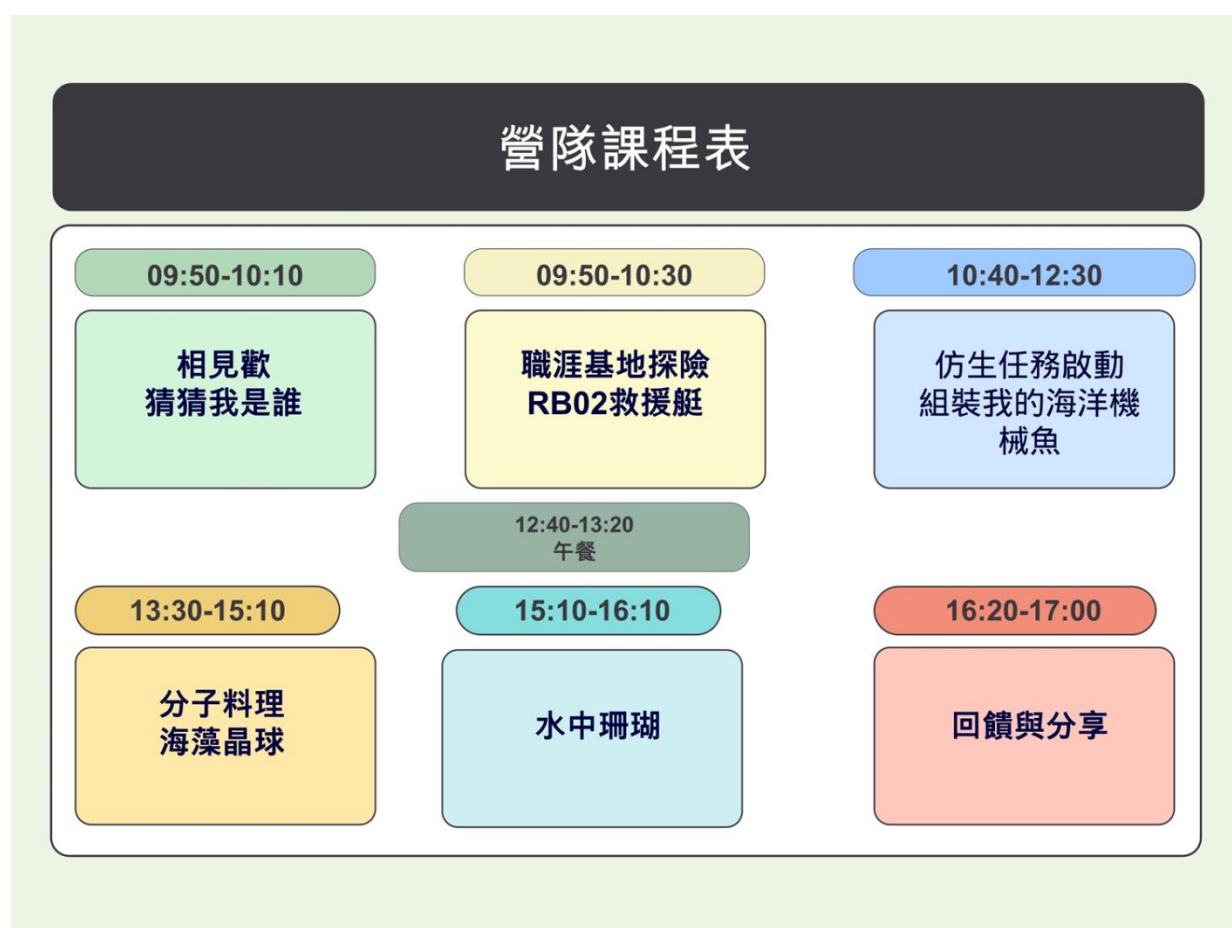 營隊課程表
09:50-10:10
相見歡
猜猜我是誰
09:50-10:30
職涯基地探險
RB02救援艇
10:40-12:30
仿生任務啟動
組裝我的海洋機
械魚
12:40-13:20
午餐
13:30-15:10
分子料理
海藻晶球
15:10-16:10
水中珊瑚
16:20-17:00
回饋與分享